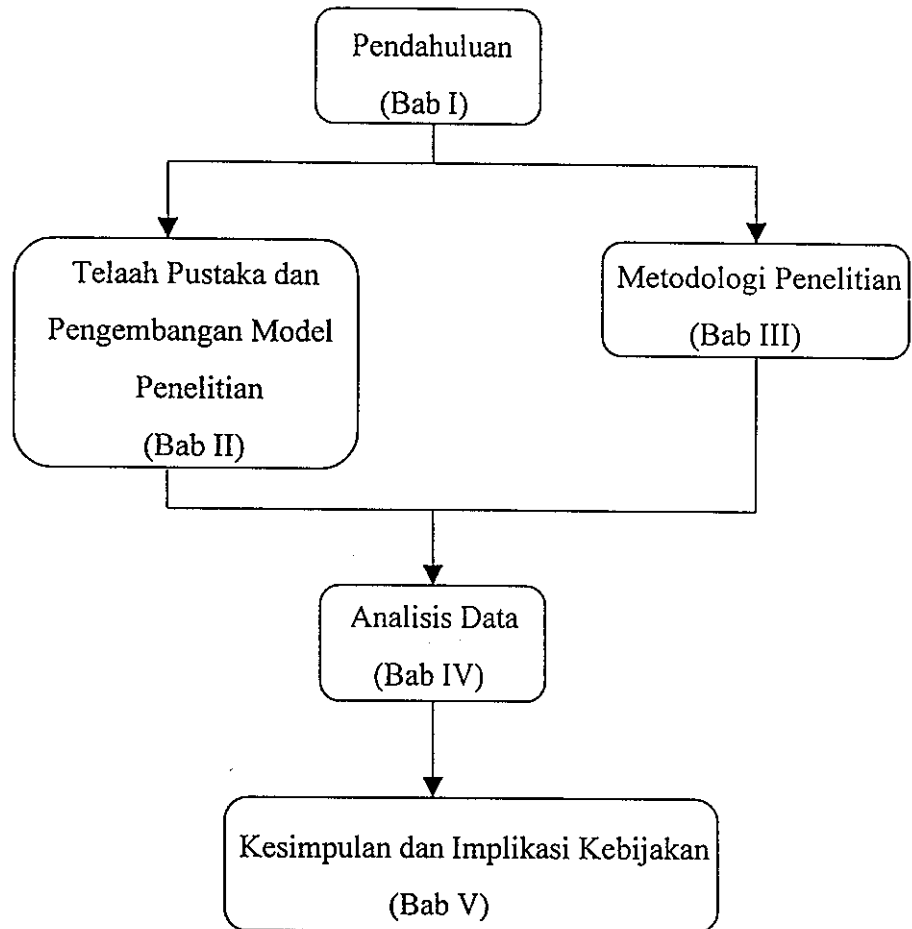 Pendahuluan
(Bab I)
Telaah Pustaka dan
Pengembangan Model
Penelitian
(Bab II)
Metodologi Penelitian
(Bab III)
Analisis Data
(Bab IV)
Kesimpulan dan Implikasi Kebijakan
(Bab V)